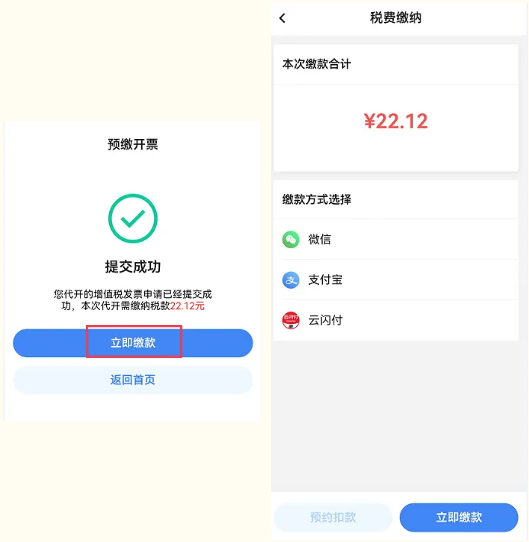 预缴开票
提交成功
您代开的增值税发票申请已经提交成
功，本次代开需缴纳税款22.12元
立即缴款
返回首页
税费缴纳
本次缴款合计
¥22.12
缴款方式选择
微信
支付宝
云闪付
预约扣款
立即缴款